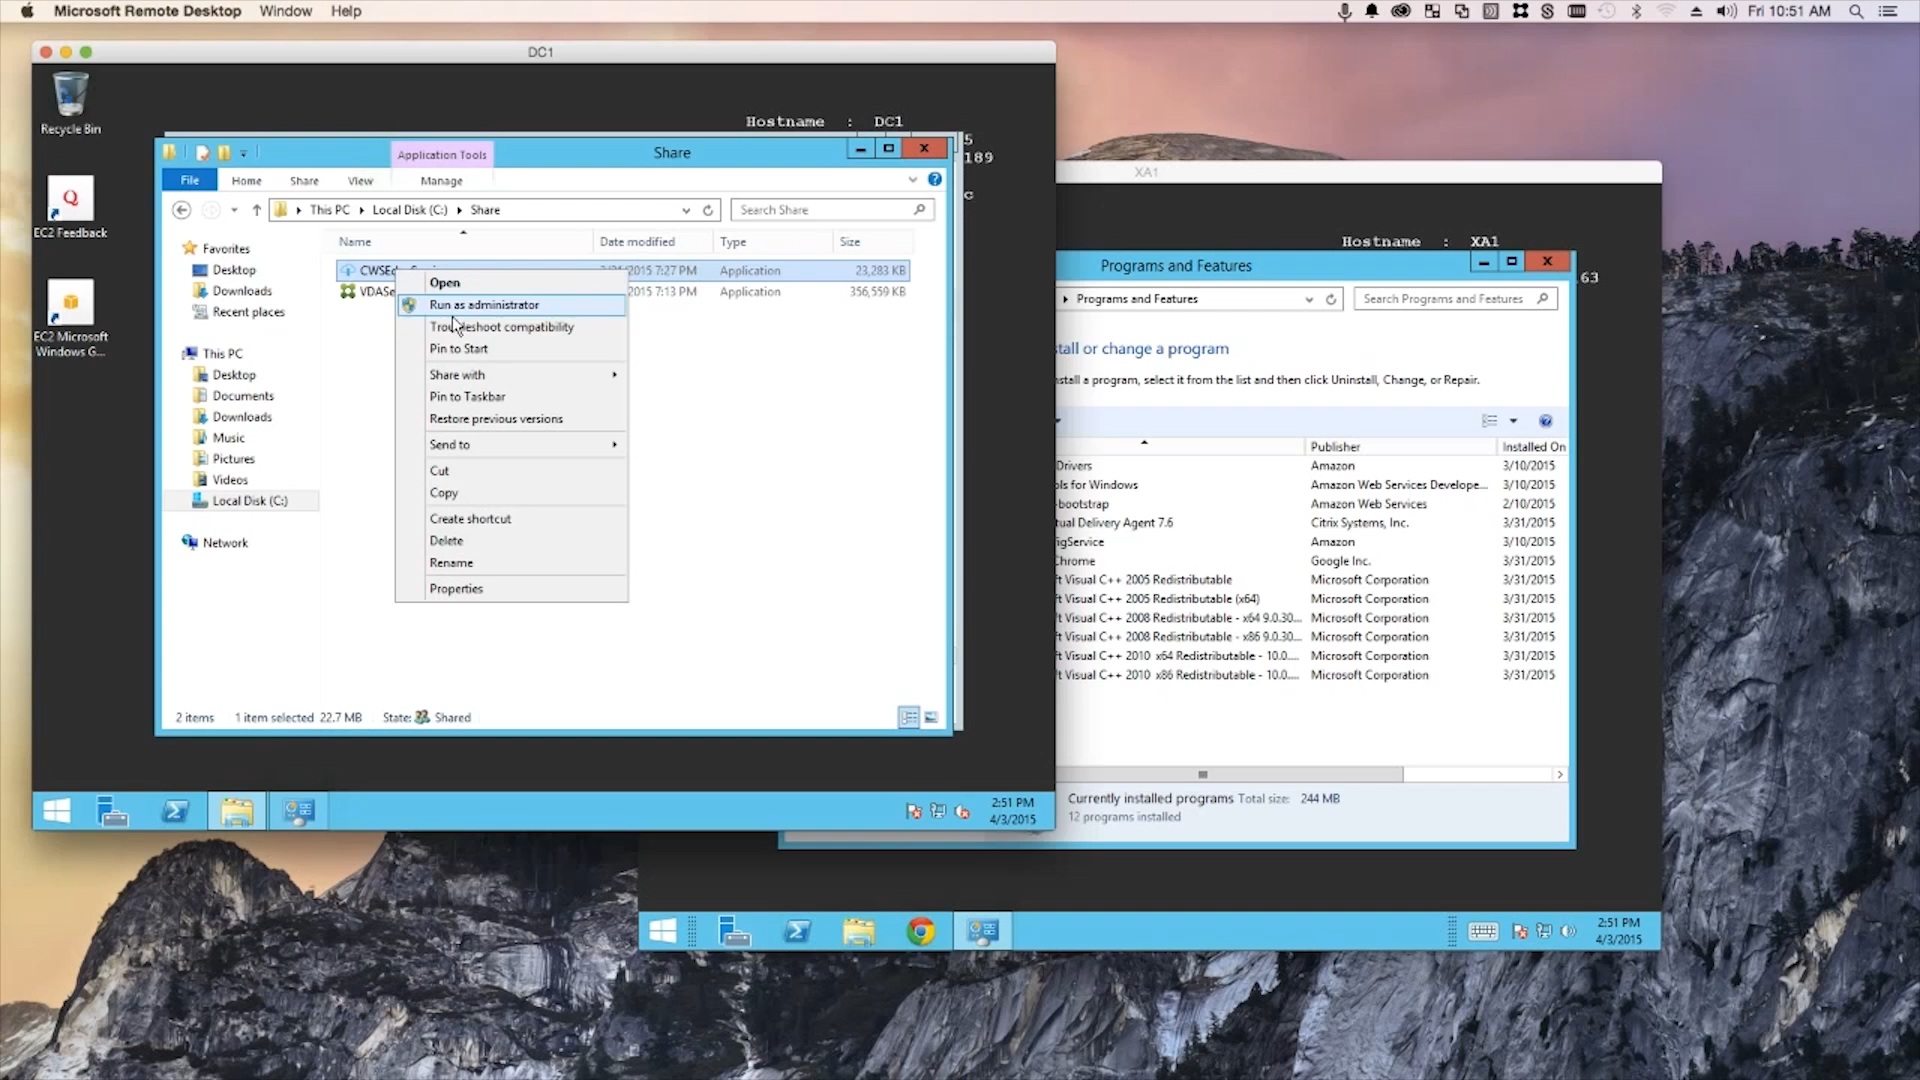 Microsoft Remote Desktop Window Help
Fri 10:51 AM
DC1
Recycle Bin
EC2 Feedback
EC2 Microsoft
Windows G...
Hostname : DC1
5
189
C
Application Tools
Share
File Home Share View Manage
This PC Local Disk (C:) Share
Search Share
Name Date modified Type Size
2015 7:27 PM Application 23,283 KB
2015 7:13 PM Application 356,559 KB
Favorites
Desktop
Downloads
Recent places
This PC
Desktop
Documents
Downloads
Music
Pictures
Videos
Local Disk (C:)
Network
Open
Run as administrator
Troubleshoot compatibility
Pin to Start
Share with
Pin to Taskbar
Restore previous versions
Send to
Cut
Copy
Create shortcut
Delete
Rename
Properties
2 items 1 item selected 22.7 MB State: Shared
2:51 PM
4/3/2015
XA1
Hostname : XA1
63
Programs and Features
Programs and Features
Search Programs and Features
tall or change a program
stall a program, select it from the list and then click Uninstall, Change, or Repair.
Publisher Installed On
Drivers Amazon 3/10/2015
ols for Windows Amazon Web Services Develope... 3/10/2015
-bootstrap Amazon Web Services 2/10/2015
tual Delivery Agent 7.6 Citrix Systems, Inc. 3/31/2015
figService Amazon 3/10/2015
Chrome Google Inc. 3/31/2015
ft Visual C++ 2005 Redistributable Microsoft Corporation 3/31/2015
ft Visual C++ 2005 Redistributable (x64) Microsoft Corporation 3/31/2015
ft Visual C++ 2008 Redistributable - x64 9.0.30... Microsoft Corporation 3/31/2015
ft Visual C++ 2008 Redistributable - x86 9.0.30... Microsoft Corporation 3/31/2015
ft Visual C++ 2010 x64 Redistributable - 10.0.... Microsoft Corporation 3/31/2015
ft Visual C++ 2010 x86 Redistributable - 10.0.... Microsoft Corporation 3/31/2015
Currently installed programs Total size: 244 MB
12 programs installed
2:51 PM
4/3/2015